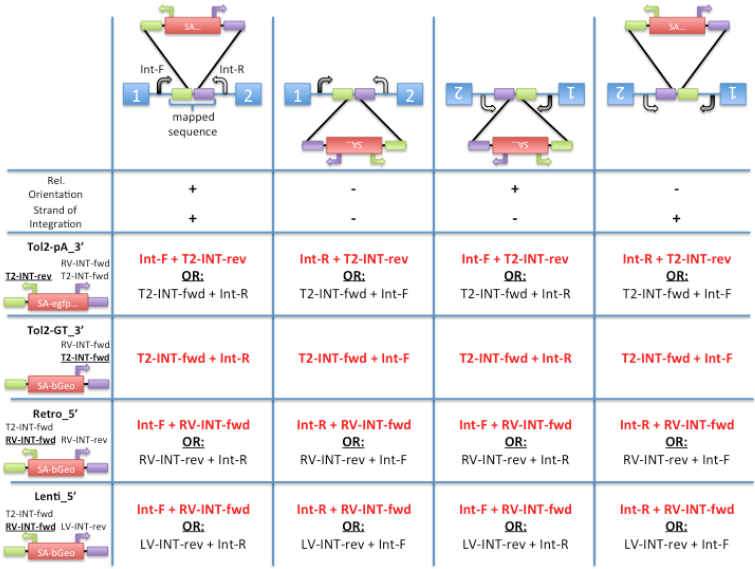 SA...
SA...
Int-F
Int-R
1
2
1
2
2
1
2
1
mapped
sequence
SA...
SA...
Rel.
Orientation
+
-
+
-
Strand of
Integration
+
-
-
+
Tol2-pA_3’
RV-INT-fwd
T2-INT-rev T2-INT-fwd
SA-egfp...
Int-F + T2-INT-rev
OR:
T2-INT-fwd + Int-R
Int-R + T2-INT-rev
OR:
T2-INT-fwd + Int-F
Int-F + T2-INT-rev
OR:
T2-INT-fwd + Int-R
Int-R + T2-INT-rev
OR:
T2-INT-fwd + Int-F
Tol2-GT_3’
RV-INT-fwd
T2-INT-fwd
SA-bGeo
T2-INT-fwd + Int-R
T2-INT-fwd + Int-F
T2-INT-fwd + Int-R
T2-INT-fwd + Int-F
Retro_5’
T2-INT-fwd
RV-INT-fwd RV-INT-rev
SA-bGeo
Int-F + RV-INT-fwd
OR:
RV-INT-rev + Int-R
Int-R + RV-INT-fwd
OR:
RV-INT-rev + Int-F
Int-F + RV-INT-fwd
OR:
RV-INT-rev + Int-R
Int-R + RV-INT-fwd
OR:
RV-INT-rev + Int-F
Lenti_5’
T2-INT-fwd
RV-INT-fwd LV-INT-rev
SA-bGeo
Int-F + RV-INT-fwd
OR:
LV-INT-rev + Int-R
Int-R + RV-INT-fwd
OR:
LV-INT-rev + Int-F
Int-F + RV-INT-fwd
OR:
LV-INT-rev + Int-R
Int-R + RV-INT-fwd
OR:
LV-INT-rev + Int-F